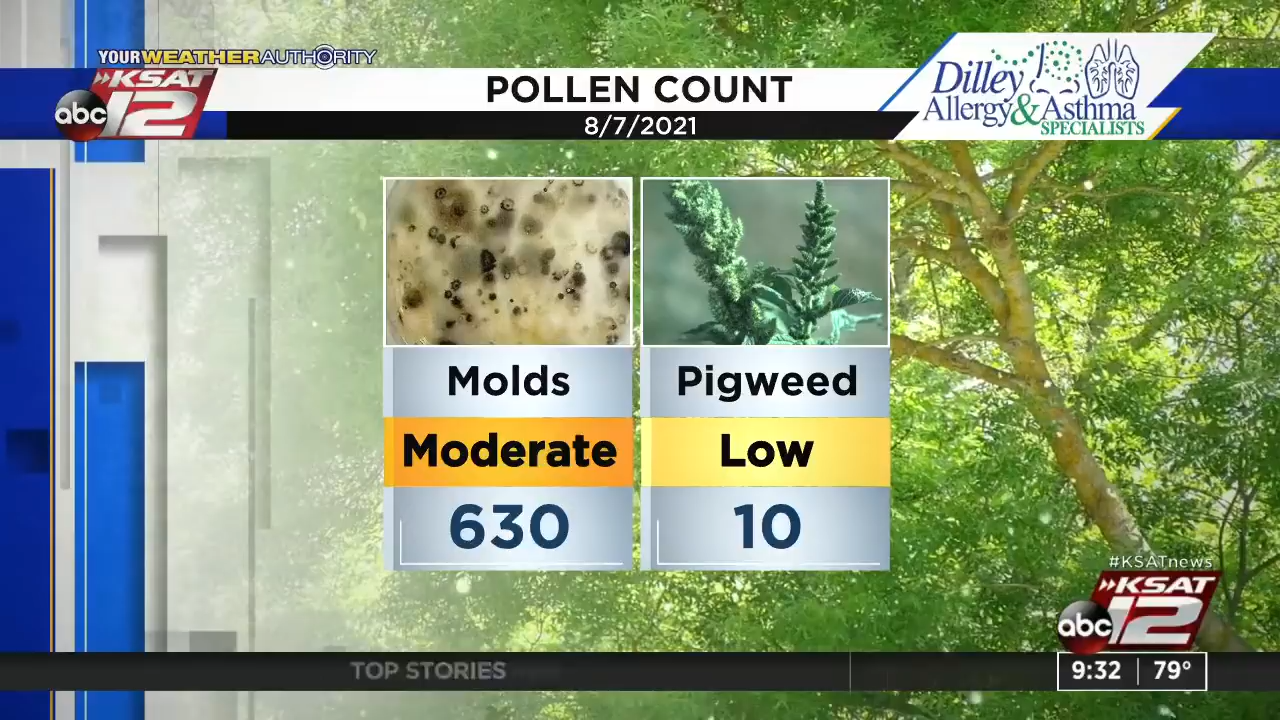 YOUR WEATHER AUTHORITY
KSAT
abc 12
POLLEN COUNT
8/7/2021
Dilley
Allergy & Asthma
SPECIALISTS
Molds
Pigweed
Moderate
Low
630
10
#KSATnews
KSAT
abc 12
TOP STORIES
9:32
79°